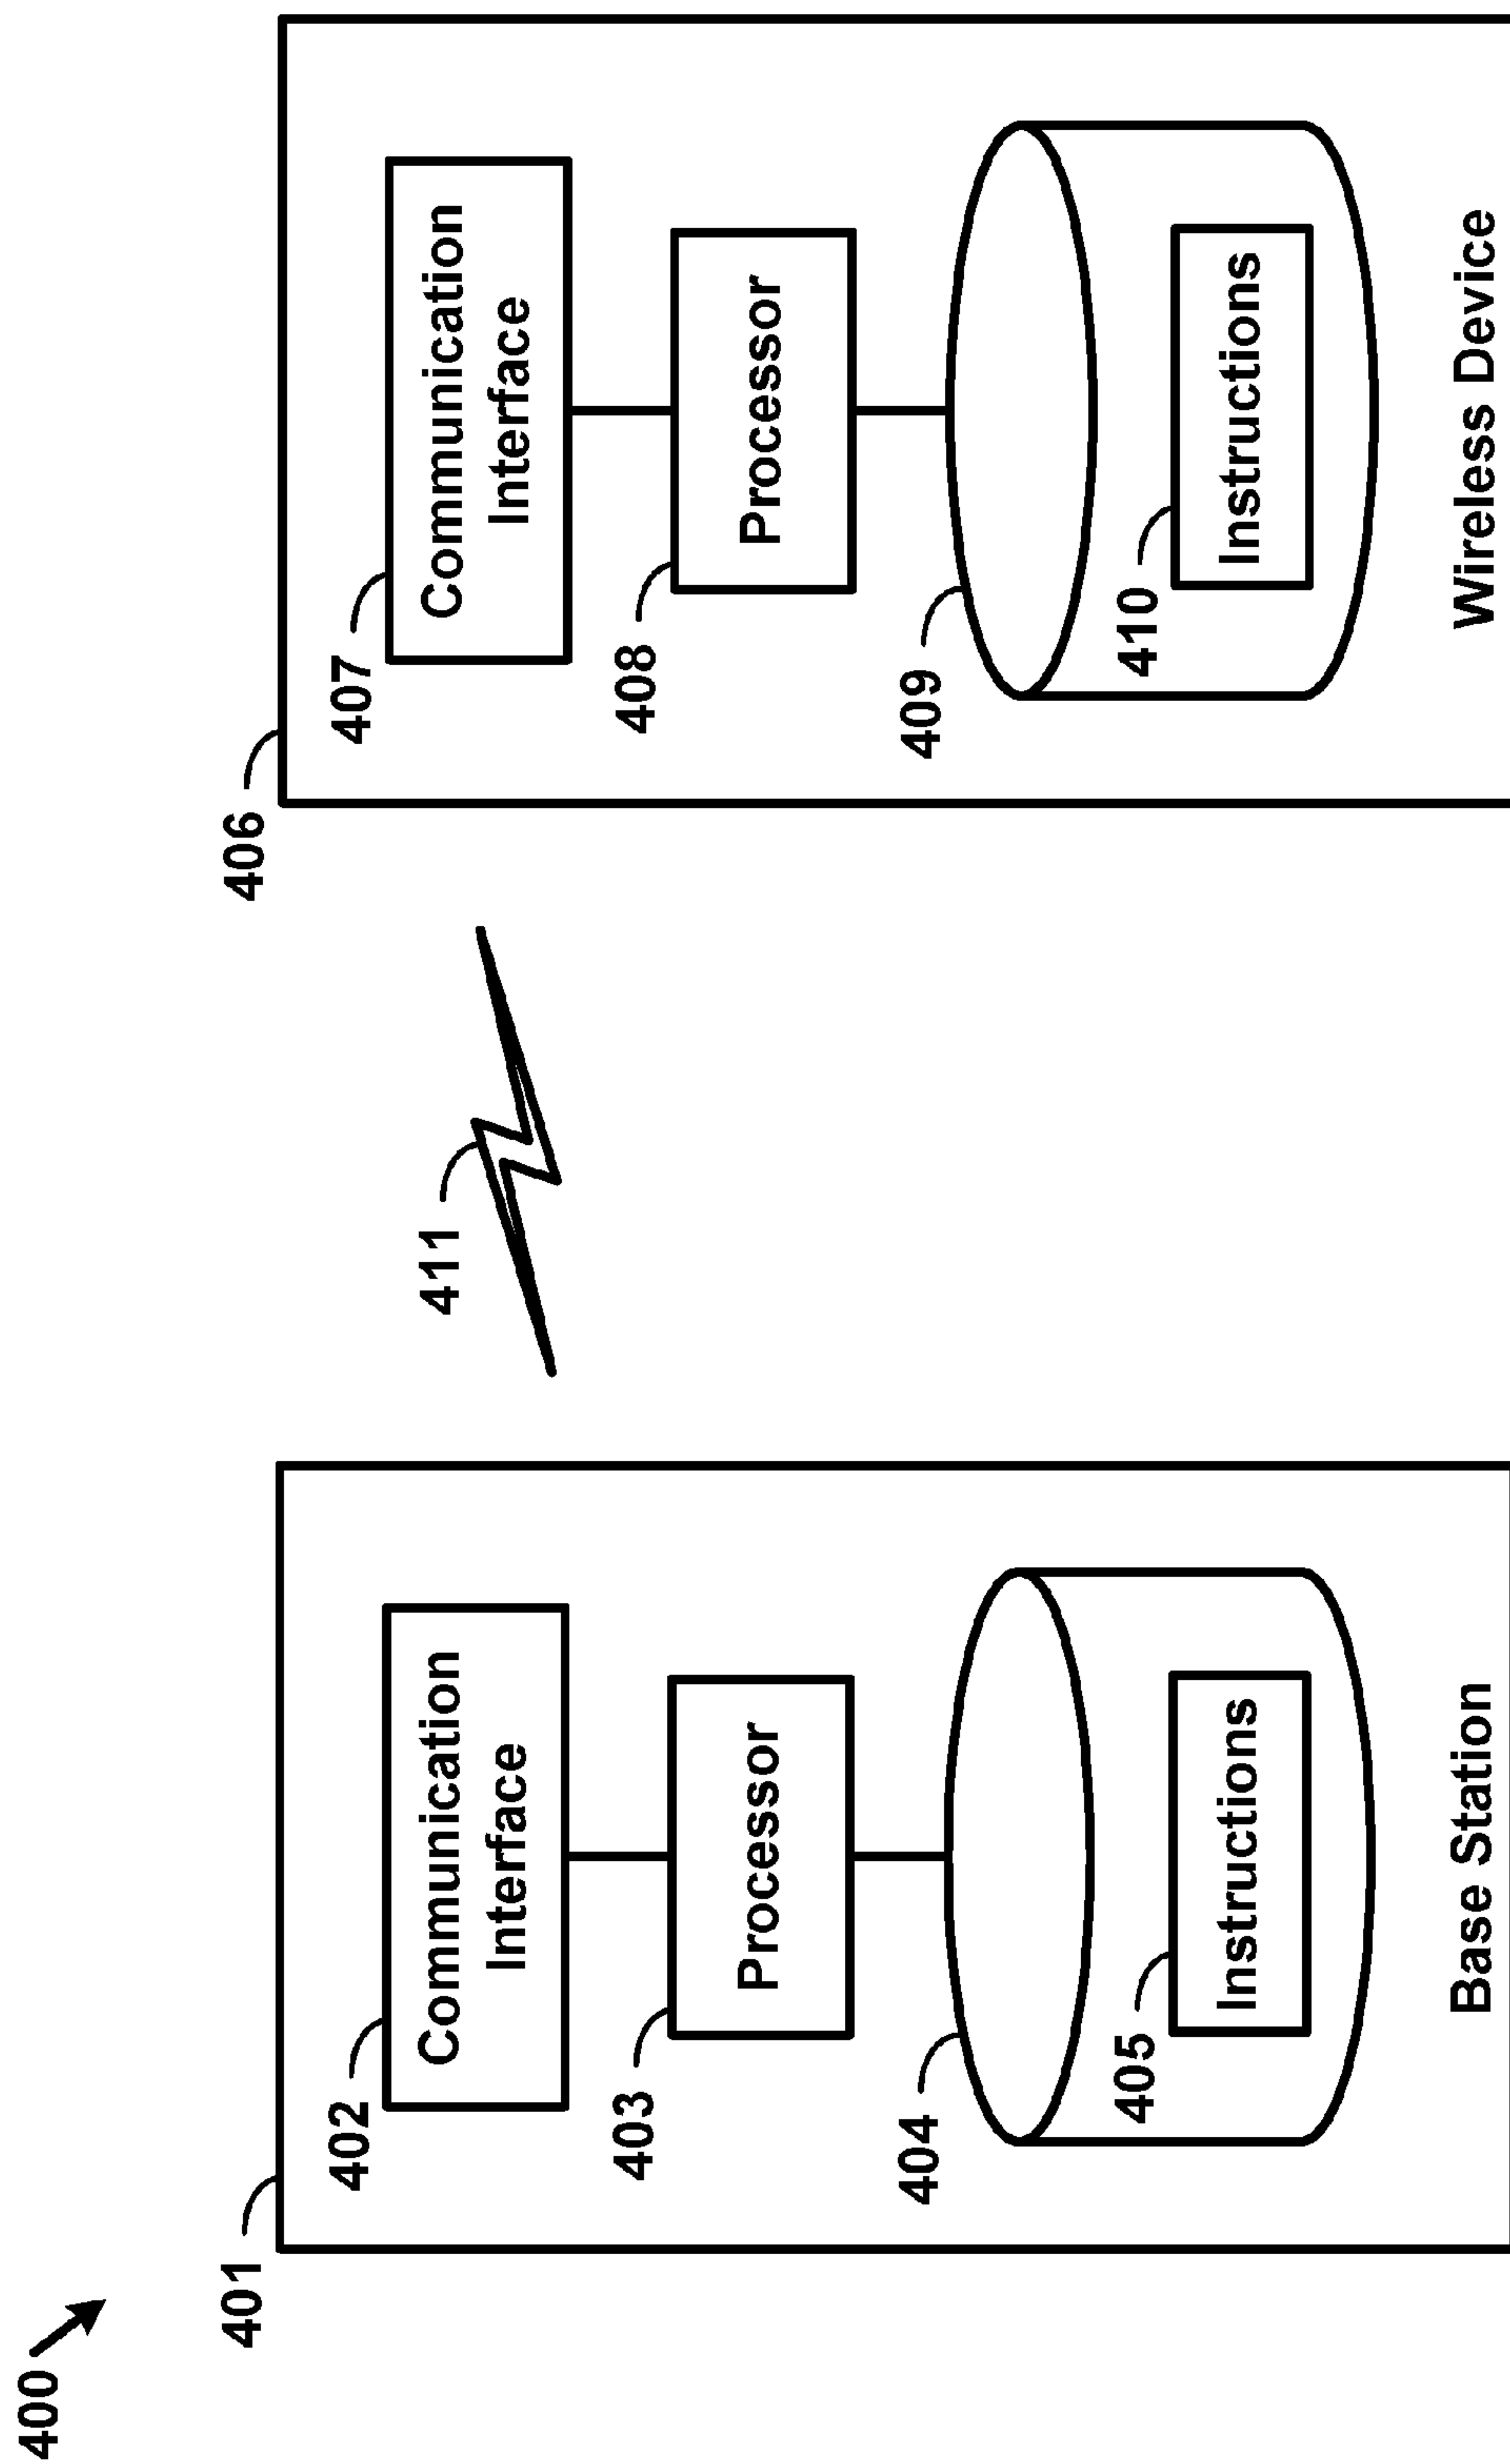 400
401
402
Communication
Interface
403
Processor
404
405
Instructions
Base Station
411
406
407
Communication
Interface
408
Processor
409
410
Instructions
Wireless Device